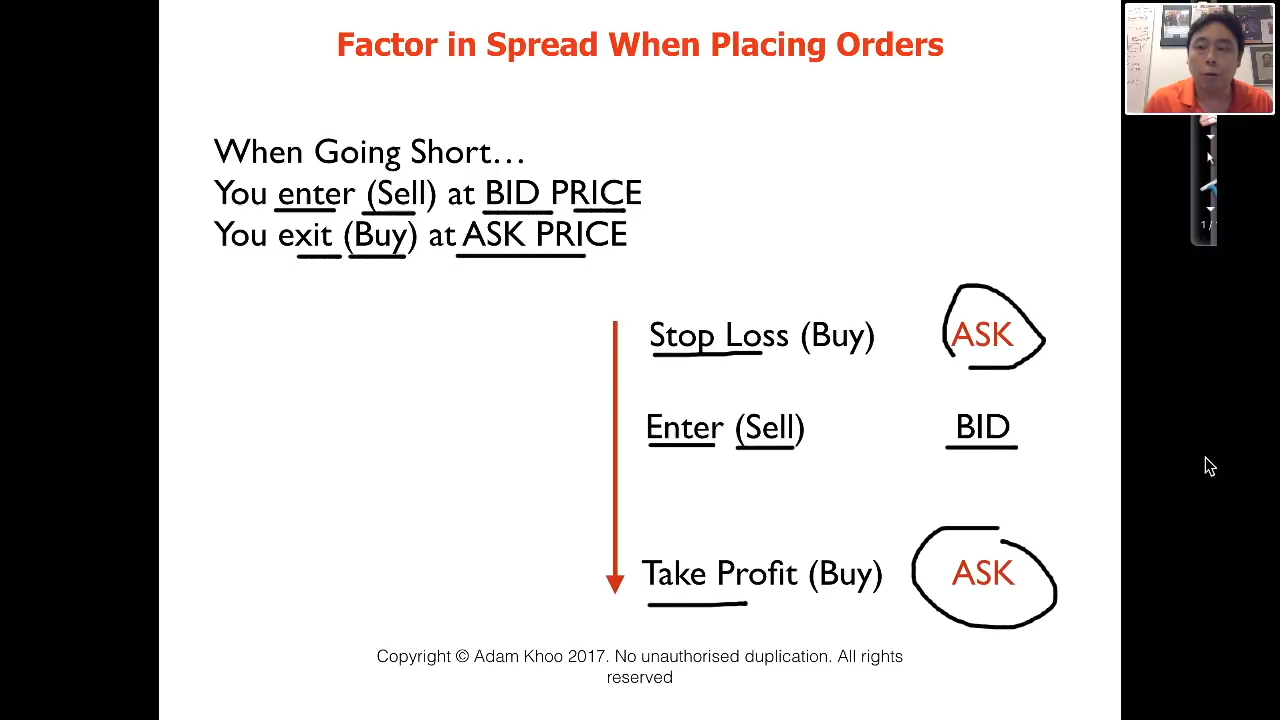 Factor in Spread When Placing Orders
When Going Short…
You enter (Sell) at BID PRICE
You exit (Buy) at ASK PRICE
Stop Loss (Buy) ASK
Enter (Sell) BID
Take Profit (Buy) ASK
Copyright © Adam Khoo 2017. No unauthorised duplication. All rights
reserved
1 /